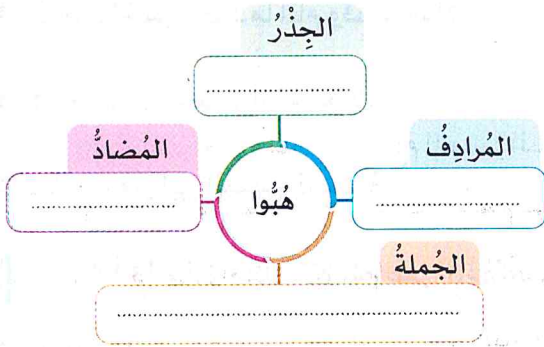 الجِذْرُ
المُرادِفُ
المُضادُّ
هُبُّوا
الجُملةُ